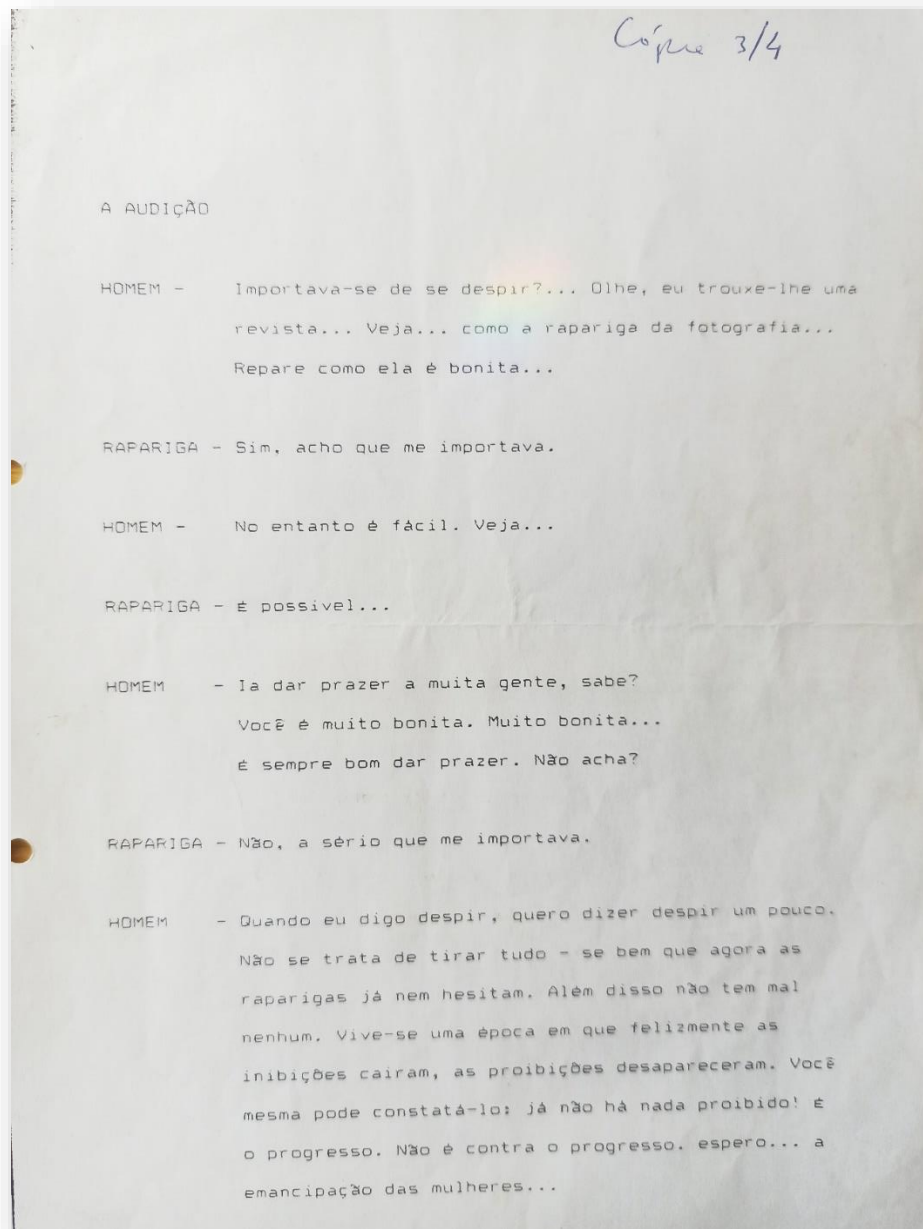 Cópia 3/4
A AUDIÇÃO
HOMEM - Importava-se de se despir?... Olhe, eu trouxe-lhe uma
revista... Veja... como a rapariga da fotografia...
Repare como ela é bonita...
RAPARIGA - Sim, acho que me importava.
HOMEM - No entanto é fácil. Veja...
RAPARIGA - É possivel...
HOMEM - Ia dar prazer a muita gente, sabe?
Você é muito bonita. Muito bonita...
É sempre bom dar prazer. Não acha?
RAPARIGA - Não, a sério que me importava.
HOMEM - Quando eu digo despir, quero dizer despir um pouco.
Não se trata de tirar tudo - se bem que agora as
raparigas já nem hesitam. Além disso não tem mal
nenhum. Vive-se uma época em que felizmente as
inibições cairam, as proibições desapareceram. Você
mesma pode constatá-lo: já não há nada proibido! É
o progresso. Não é contra o progresso. espero... a
emancipação das mulheres...